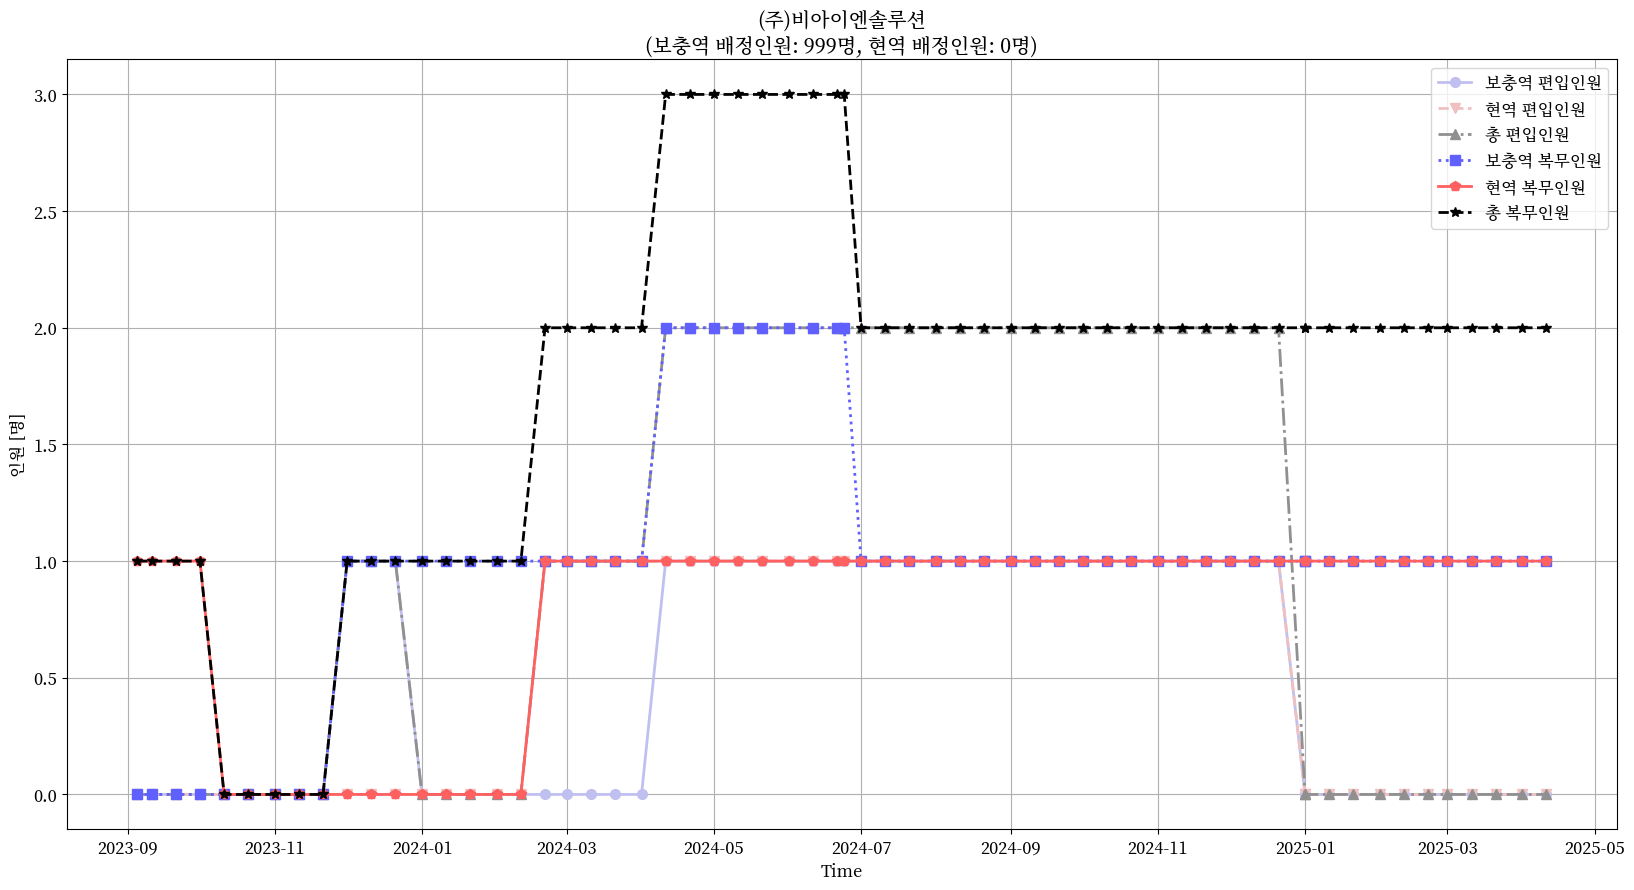 (주)비아이엔솔루션
(보충역 배정인원: 999명, 현역 배정인원: 0명)
보충역 편입인원
현역 편입인원
총 편입인원
보충역 복무인원
현역 복무인원
총 복무인원
인원 [명]
3.0
2.5
2.0
1.5
1.0
0.5
0.0
2023-09 2023-11 2024-01 2024-03 2024-05 2024-07 2024-09 2024-11 2025-01 2025-03 2025-05
Time